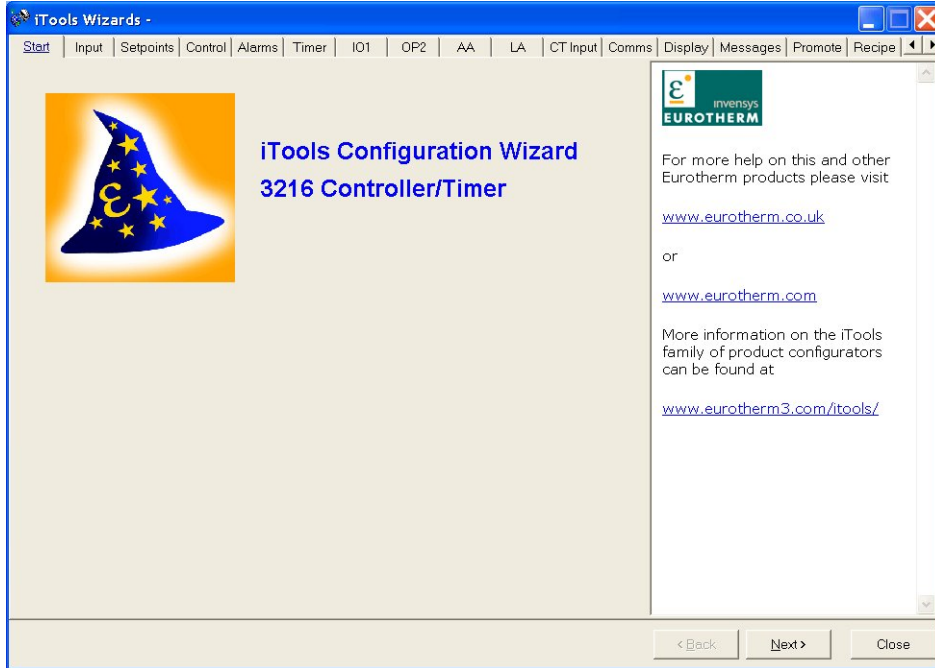 iTools Wizards -
Start Input Setpoints Control Alarms Timer IO1 OP2 AA LA CT Input Comms Display Messages Promote Recipe
ε
iTools Configuration Wizard
3216 Controller/Timer
ε
invensys
EUROTHERM
For more help on this and other
Eurotherm products please visit
www.eurotherm.co.uk
or
www.eurotherm.com
More information on the iTools
family of product configurators
can be found at
www.eurotherm3.com/itools/
< Back Next > Close